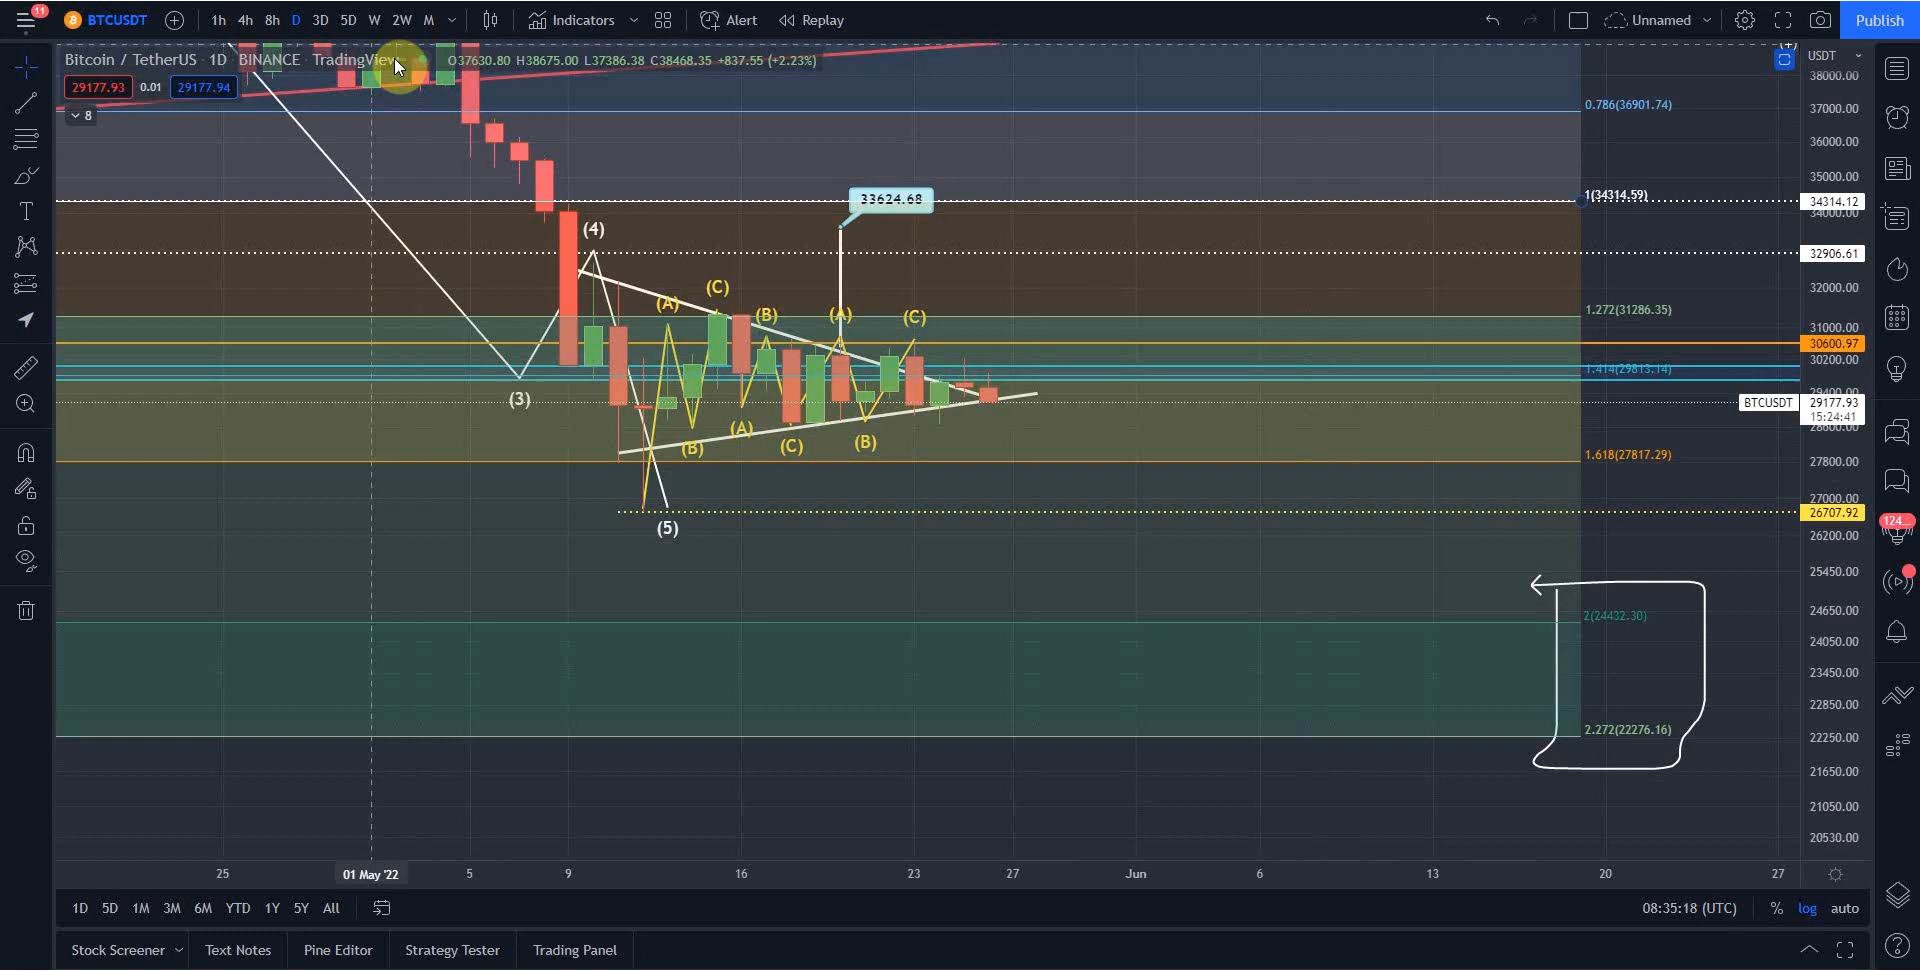 11
BTCUSDT 1h 4h 8h D 3D 5D W 2W M Indicators Alert Replay Unnamed Publish
Bitcoin / TetherUS · 1D · BINANCE · TradingView O37630.80 H38675.00 L37386.38 C38468.35 +837.55 (+2.23%)
USDT
38000.00
29177.93 0.01 29177.94
0.786(36901.74)
37000.00
8
36000.00
35000.00
1(34314.59)
33624.68
34314.12
34000.00
(4)
32906.61
(C)
32000.00
(A)
(B)
(A)
(C)
1.272(31286.35)
31000.00
30600.97
30200.00
1.414(29813.14)
29400.00
(3)
BTCUSDT 29177.93
15:24:41
28600.00
(A)
(B)
(B)
(C)
1.618(27817.29)
27800.00
27000.00
26707.92
(5)
26200.00
25450.00
124...
2(24432.30)
24650.00
24050.00
23450.00
22850.00
2.272(22276.16)
22250.00
21650.00
21050.00
20530.00
25 01 May '22 5 9 16 23 27 Jun 6 13 20 27
1D 5D 1M 3M 6M YTD 1Y 5Y All 08:35:18 (UTC) % log auto
Stock Screener Text Notes Pine Editor Strategy Tester Trading Panel